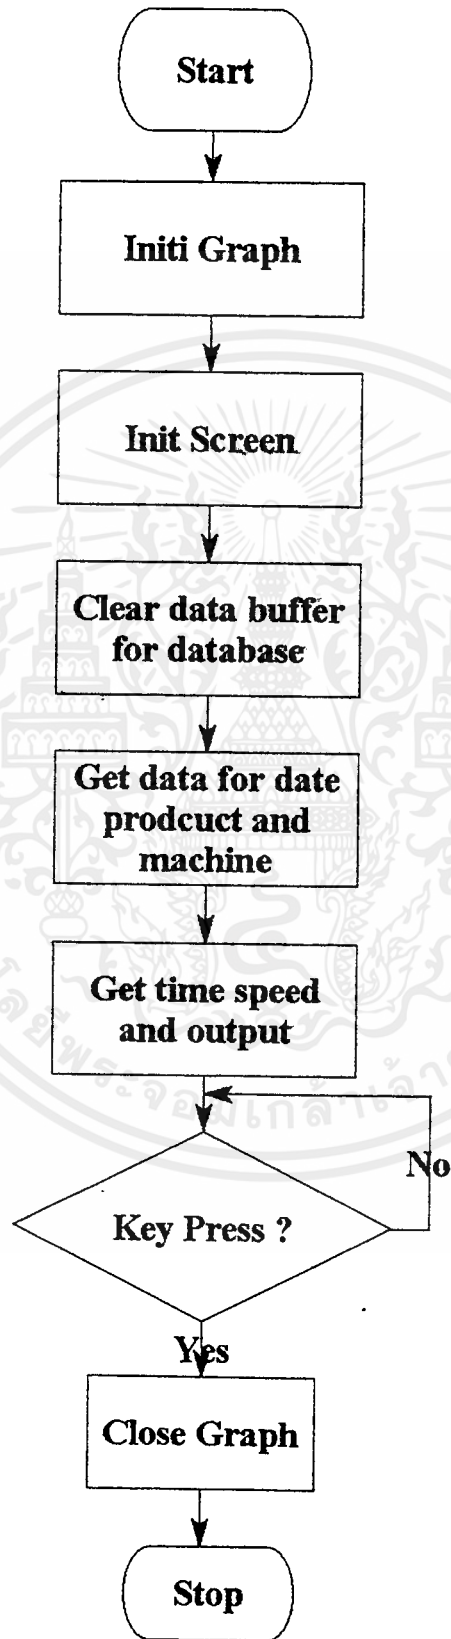 Start
Initi Graph
Init Screen
Clear data buffer
for database
Get data for date
prodcuct and
machine
Get time speed
and output
No
Key Press ?
Yes
Close Graph
Stop